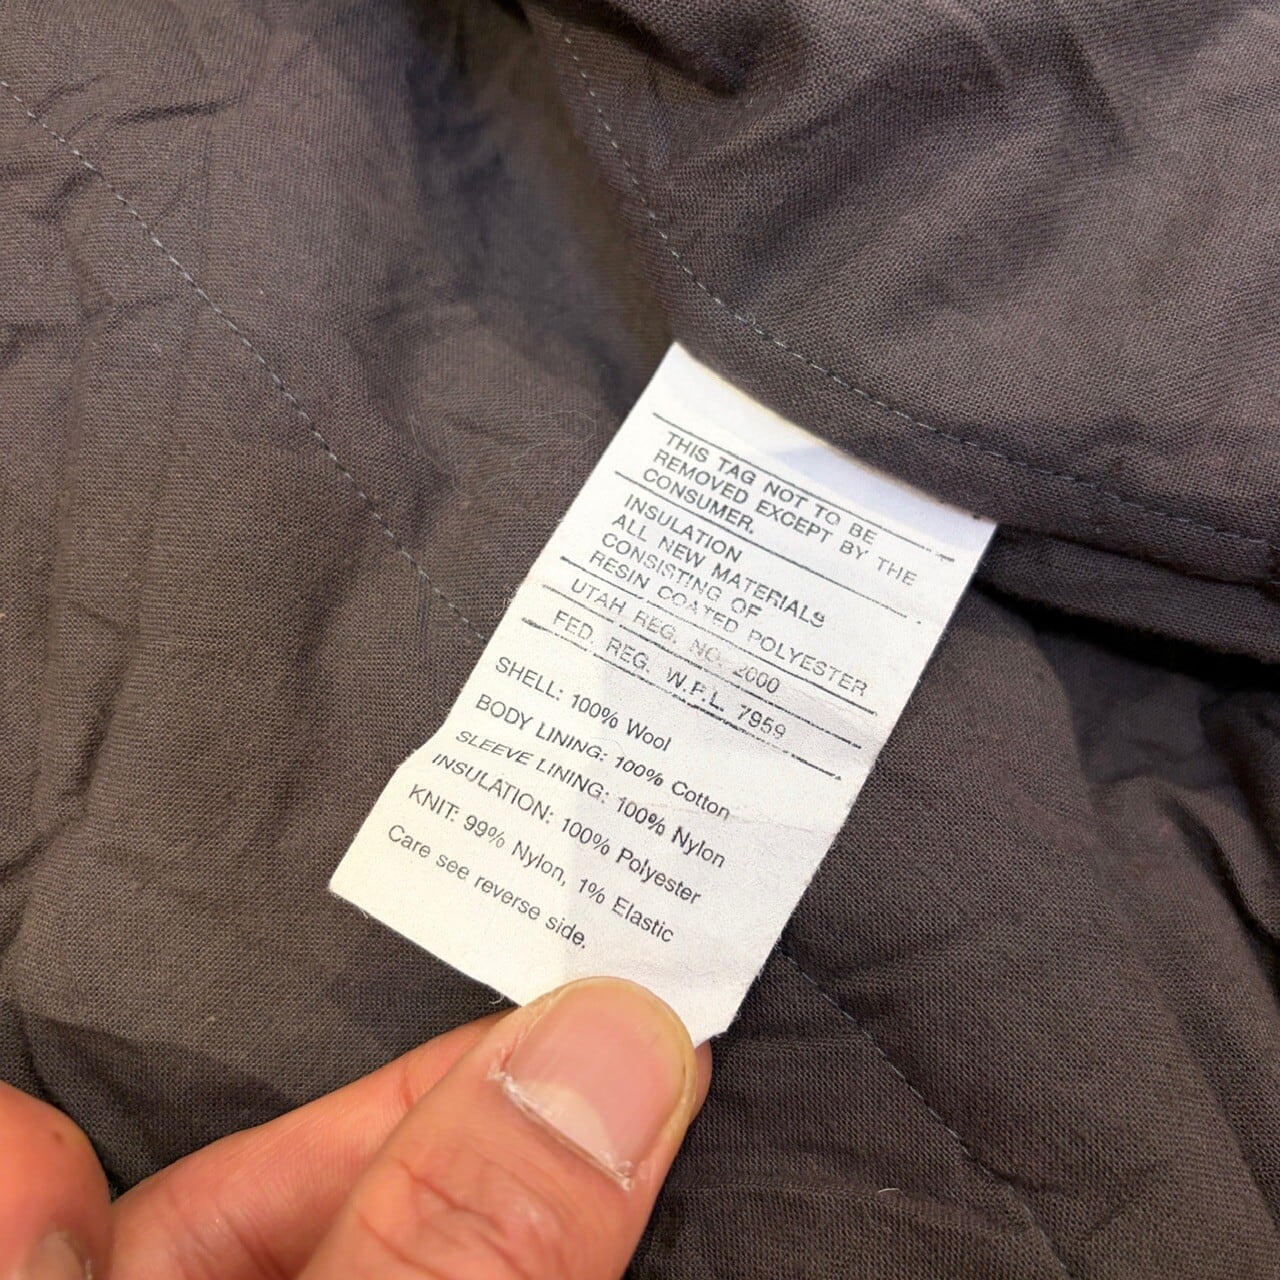 THIS TAG NOT TO BE
REMOVED EXCEPT BY THE
CONSUMER.
INSULATION
ALL NEW MATERIALS
CONSISTING OF
RESIN COATED POLYESTER
UTAH REG. NO. 2000
FED. REG. W.P.L. 7959
SHELL: 100% Wool
BODY LINING: 100% Cotton
SLEEVE LINING: 100% Nylon
INSULATION: 100% Polyester
KNIT: 99% Nylon, 1% Elastic
Care see reverse side.